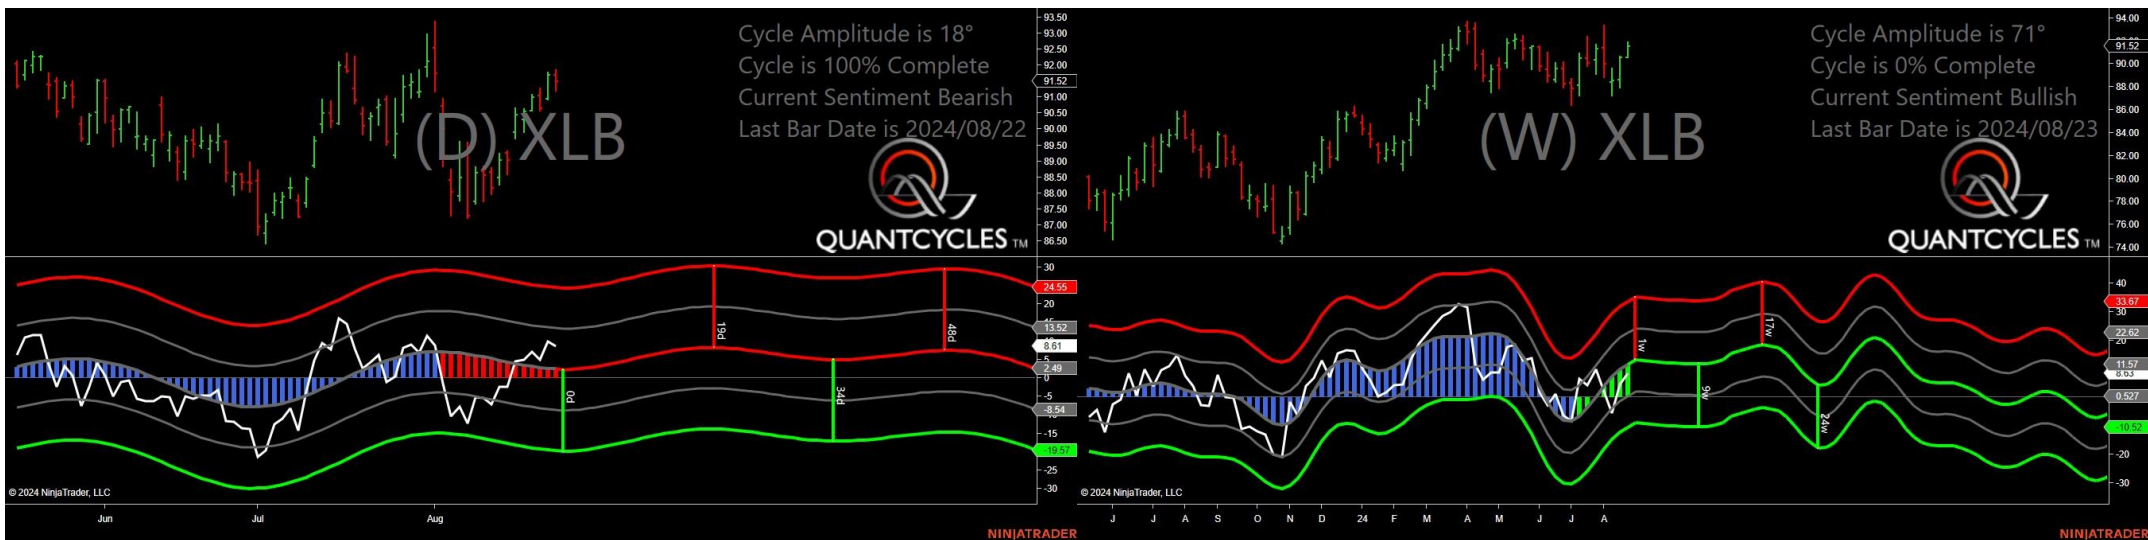 Cycle Amplitude is 18°
Cycle is 100% Complete
Current Sentiment Bearish
Last Bar Date is 2024/08/22
(D) XLB
QUANTCYCLES TM
93.50
93.00
92.50
92.00
91.52
91.00
90.50
90.00
89.50
89.00
88.50
88.00
87.50
87.00
86.50
30
24.55
20
13.52
8.61
5
2.49
0
-5
-8.54
-15
-19.57
-25
-30
0d
19d
34d
48d
© 2024 NinjaTrader, LLC
Jun
Jul
Aug
NINJATRADER
Cycle Amplitude is 71°
Cycle is 0% Complete
Current Sentiment Bullish
Last Bar Date is 2024/08/23
(W) XLB
QUANTCYCLES TM
94.00
91.52
90.00
88.00
86.00
84.00
82.00
80.00
78.00
76.00
74.00
40
33.67
22.62
20
11.57
8.63
0.527
-10.52
-20
-30
1w
9w
17w
24w
© 2024 NinjaTrader, LLC
J
J
A
S
O
N
D
24
F
M
A
M
J
J
A
NINJATRADER